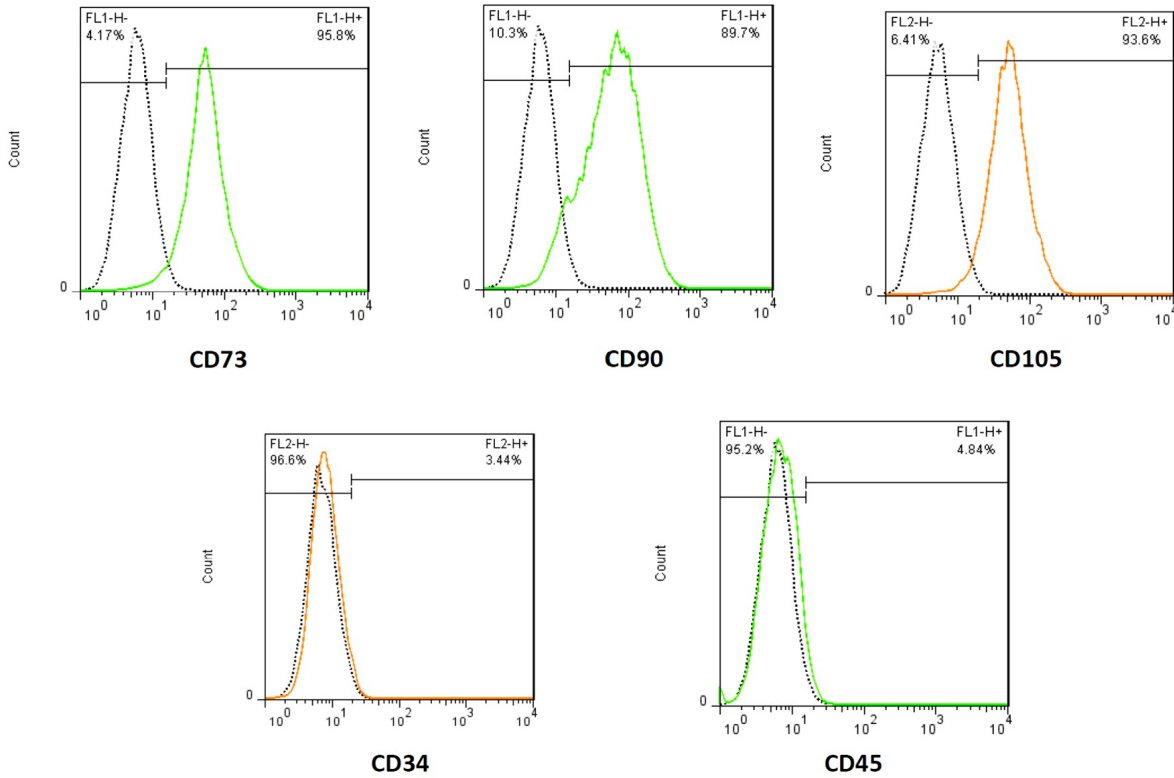 FL1-H-
4.17%
FL1-H+
95.8%
Count
0
10^0 10^1 10^2 10^3 10^4
CD73
FL1-H-
10.3%
FL1-H+
89.7%
Count
0
10^0 10^1 10^2 10^3 10^4
CD90
FL2-H-
6.41%
FL2-H+
93.6%
Count
0
10^0 10^1 10^2 10^3 10^4
CD105
FL2-H-
96.6%
FL2-H+
3.44%
Count
0
10^0 10^1 10^2 10^3 10^4
CD34
FL1-H-
95.2%
FL1-H+
4.84%
Count
0
10^0 10^1 10^2 10^3 10^4
CD45